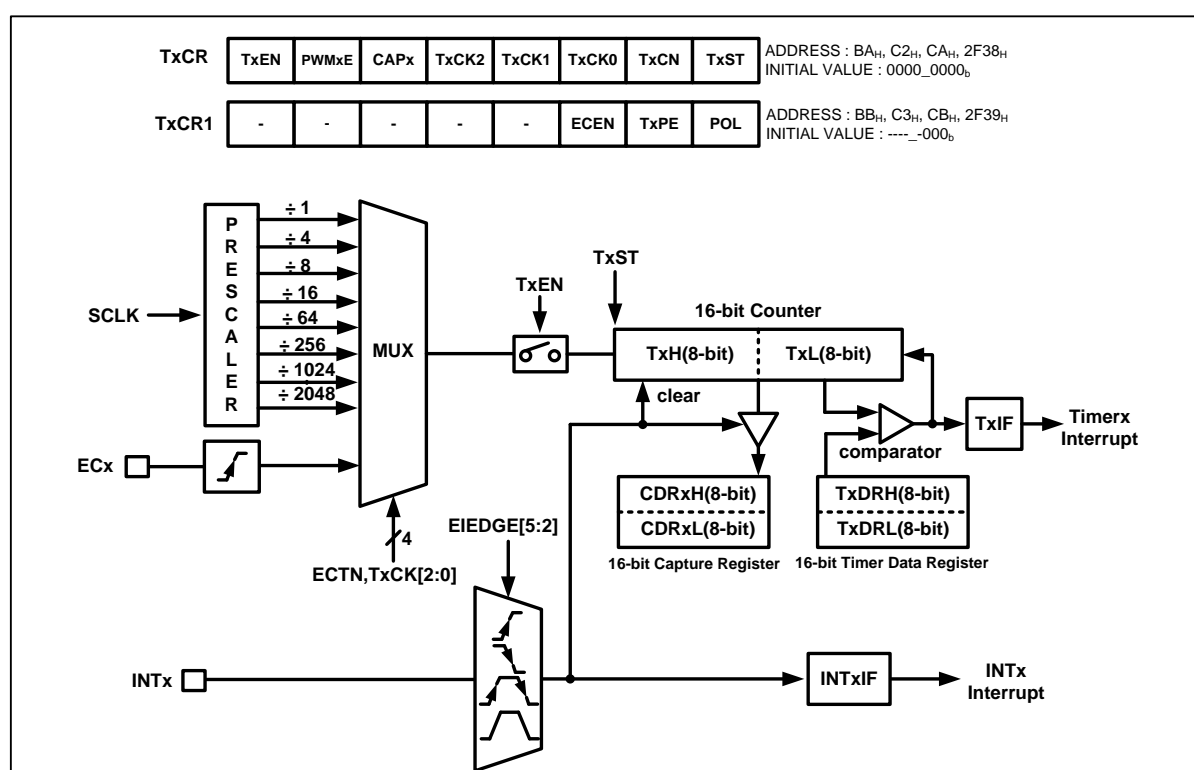 TxCR TxEN PWMxE CAPx TxCK2 TxCK1 TxCK0 TxCN TxST ADDRESS : BAH, C2H, CAH, 2F38H
INITIAL VALUE : 0000_0000b
TxCR1 - - - - - ECEN TxPE POL ADDRESS : BBH, C3H, CBH, 2F39H
INITIAL VALUE : ----_-000b
PRESCALER
÷ 1
÷ 4
÷ 8
÷ 16
÷ 64
÷ 256
÷ 1024
÷ 2048
SCLK
MUX
TxEN
TxST
16-bit Counter
TxH(8-bit) TxL(8-bit)
clear
comparator
TxIF
Timerx
Interrupt
ECx
CDRxH(8-bit)
CDRxL(8-bit)
16-bit Capture Register
TxDRH(8-bit)
TxDRL(8-bit)
16-bit Timer Data Register
4
ECTN,TxCK[2:0]
EIEDGE[5:2]
INTx
INTxIF
INTx
Interrupt